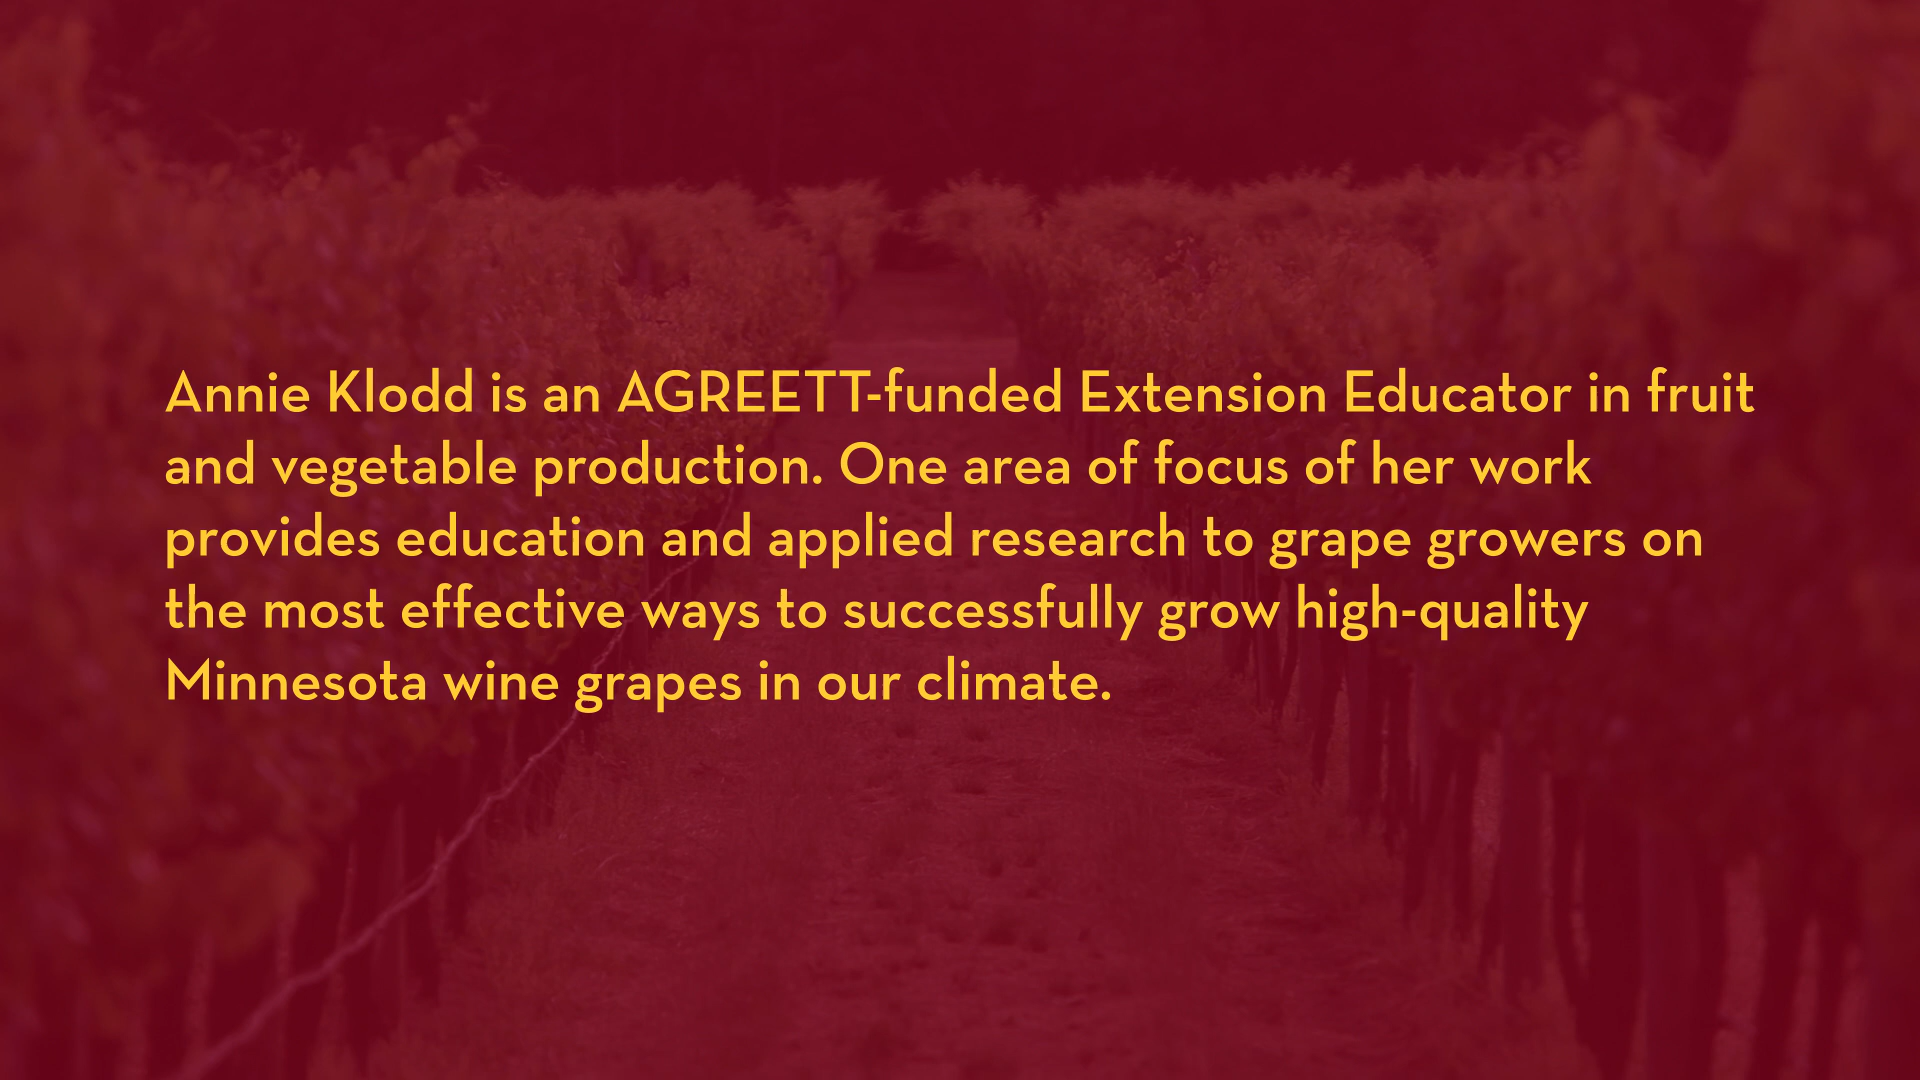 Annie Klodd is an AGREETT-funded Extension Educator in fruit
and vegetable production. One area of focus of her work
provides education and applied research to grape growers on
the most effective ways to successfully grow high-quality
Minnesota wine grapes in our climate.